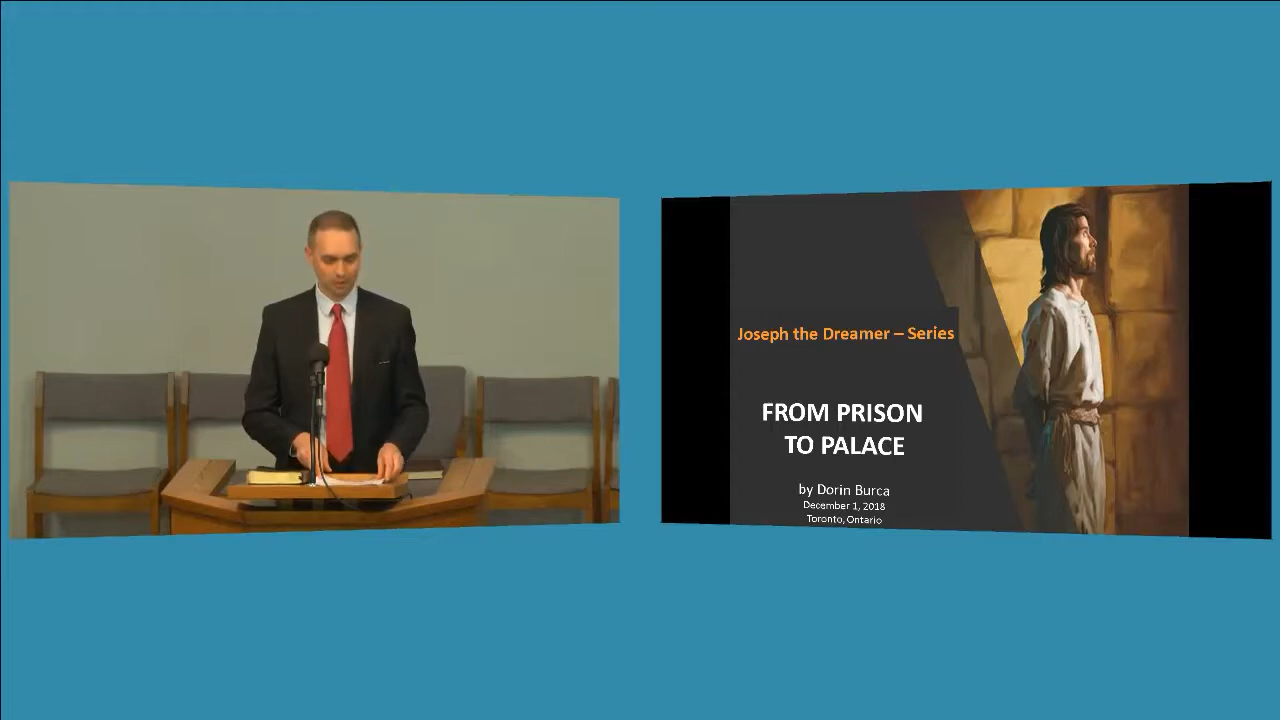 Joseph the Dreamer – Series
FROM PRISON
TO PALACE
by Dorin Burca
December 1, 2018
Toronto, Ontario